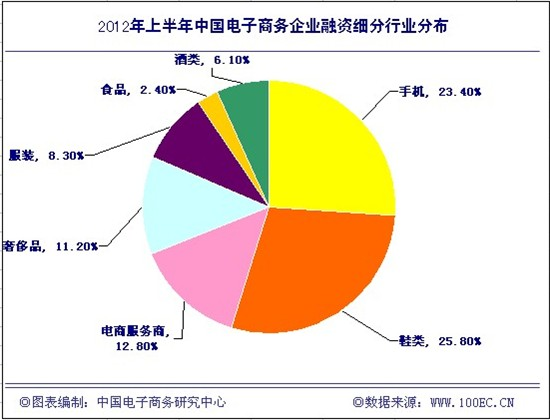 2012年上半年中国电子商务企业融资细分行业分布
酒类, 6.10%
食品, 2.40%
手机, 23.40%
服装, 8.30%
奢侈品, 11.20%
电商服务商,
12.80%
鞋类, 25.80%
◎图表编制: 中国电子商务研究中心
◎数据来源: WWW.100EC.CN